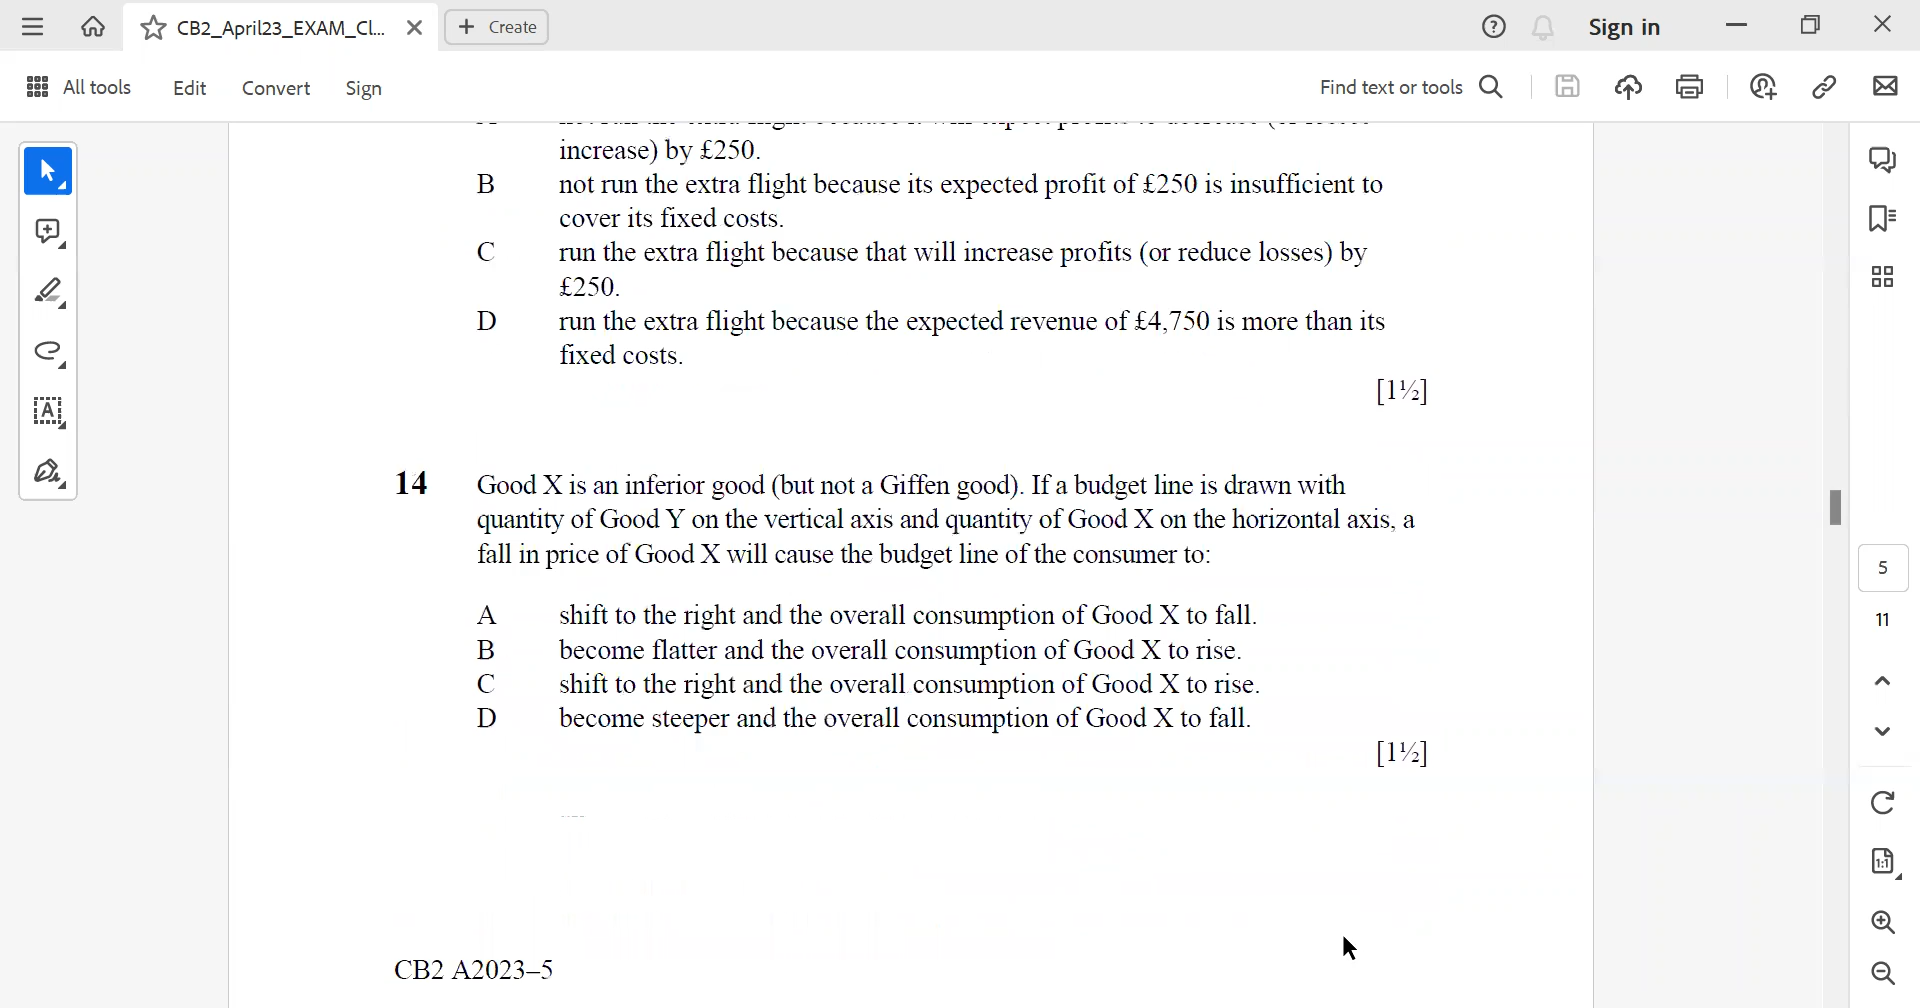 CB2_April23_EXAM_Cl...
Create
Sign in
All tools
Edit
Convert
Sign
Find text or tools
increase) by £250.
B not run the extra flight because its expected profit of £250 is insufficient to
cover its fixed costs.
C run the extra flight because that will increase profits (or reduce losses) by
£250.
D run the extra flight because the expected revenue of £4,750 is more than its
fixed costs.
[1½]
14 Good X is an inferior good (but not a Giffen good). If a budget line is drawn with
quantity of Good Y on the vertical axis and quantity of Good X on the horizontal axis, a
fall in price of Good X will cause the budget line of the consumer to:
A shift to the right and the overall consumption of Good X to fall.
B become flatter and the overall consumption of Good X to rise.
C shift to the right and the overall consumption of Good X to rise.
D become steeper and the overall consumption of Good X to fall.
[1½]
CB2 A2023–5
5
11